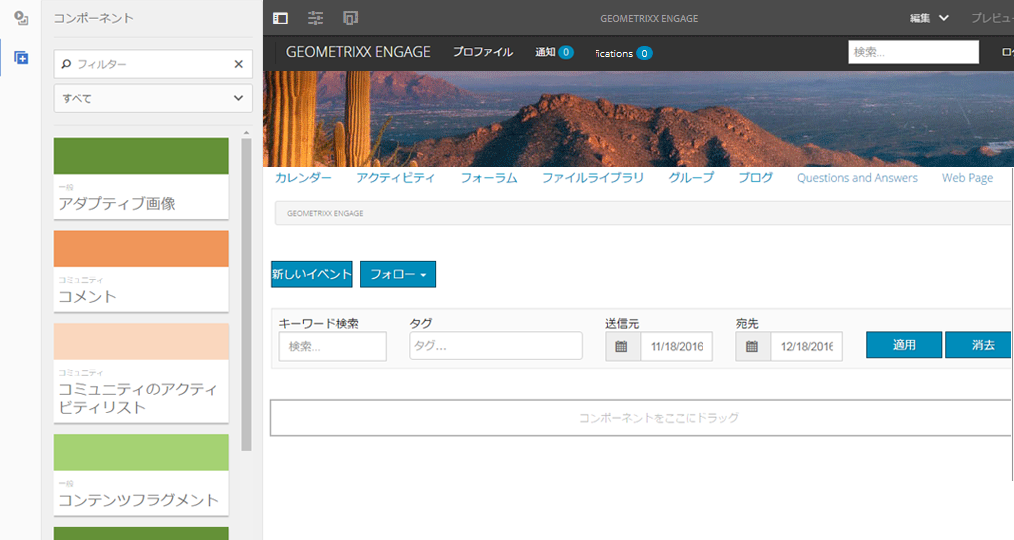 コンポーネント
フィルター
すべて
一般
アダプティブ画像
コミュニティ
コメント
コミュニティ
コミュニティのアクティ
ビティリスト
一般
コンテンツフラグメント
GEOMETRIXX ENGAGE
編集
プレビュー
GEOMETRIXX ENGAGE
プロファイル
通知 0
ifications 0
検索...
カレンダー
アクティビティ
フォーラム
ファイルライブラリ
グループ
ブログ
Questions and Answers
Web Page
GEOMETRIXX ENGAGE
新しいイベント
フォロー
キーワード検索
タグ
送信元
宛先
検索...
タグ...
11/18/2016
12/18/2016
適用
消去
コンポーネントをここにドラッグ